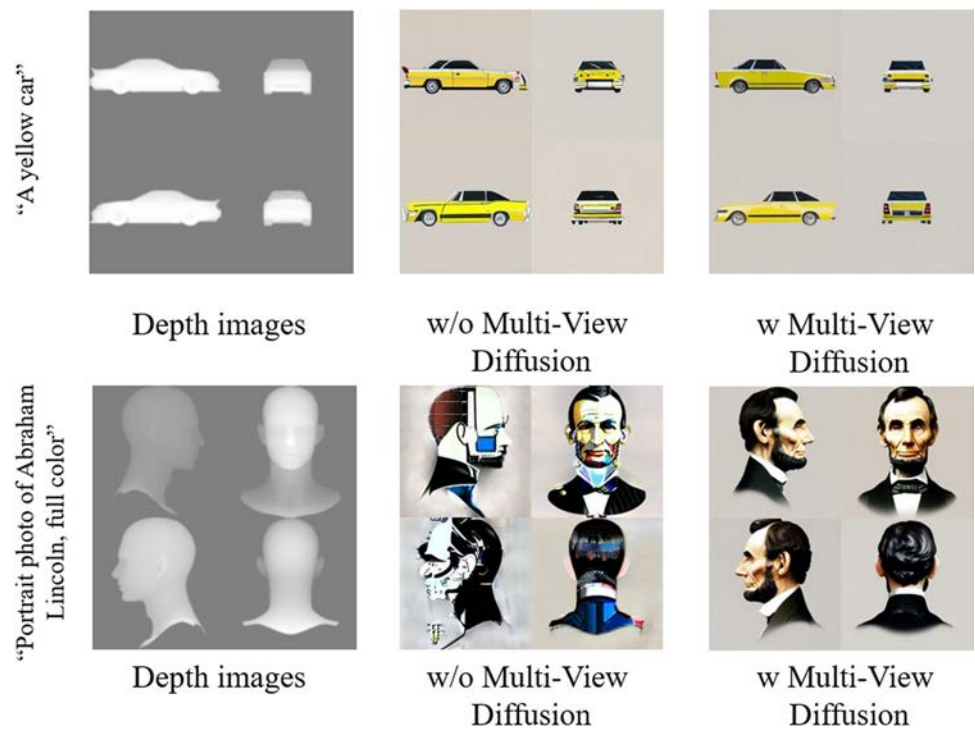 “A yellow car”
Depth images
w/o Multi-View
Diffusion
w Multi-View
Diffusion
“Portrait photo of Abraham
Lincoln, full color”
Depth images
w/o Multi-View
Diffusion
w Multi-View
Diffusion